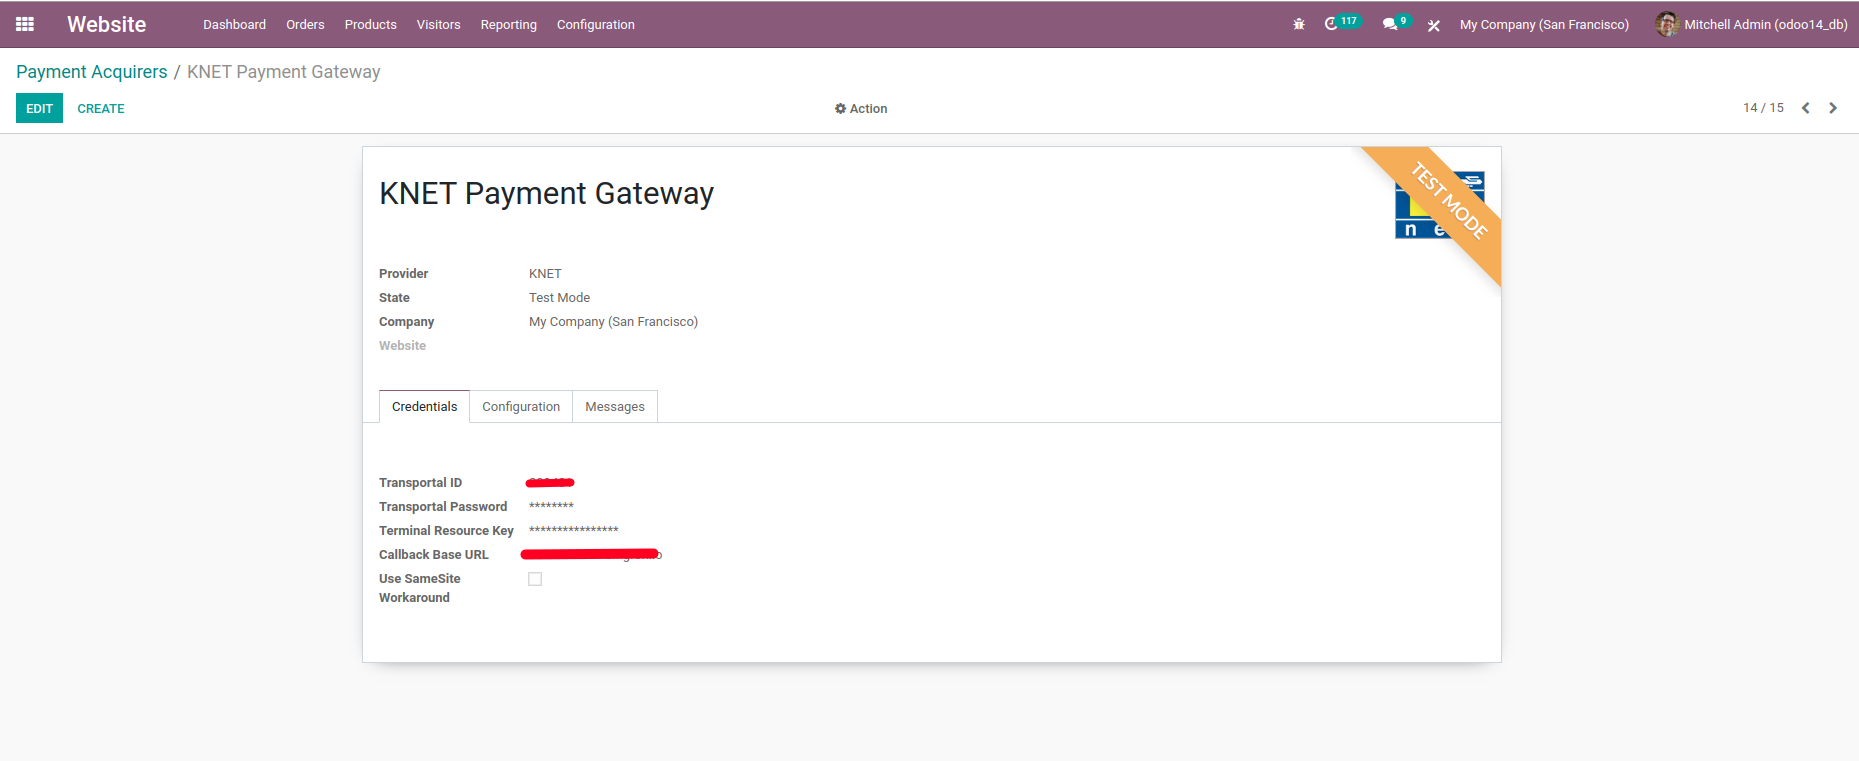 Website Dashboard Orders Products Visitors Reporting Configuration 117 9 My Company (San Francisco) Mitchell Admin (odoo14_db)
Payment Acquirers / KNET Payment Gateway
EDIT CREATE Action 14 / 15
KNET Payment Gateway
TEST MODE
n e
Provider KNET
State Test Mode
Company My Company (San Francisco)
Website
Credentials Configuration Messages
Transportal ID
Transportal Password ********
Terminal Resource Key ****************
Callback Base URL
Use SameSite
Workaround